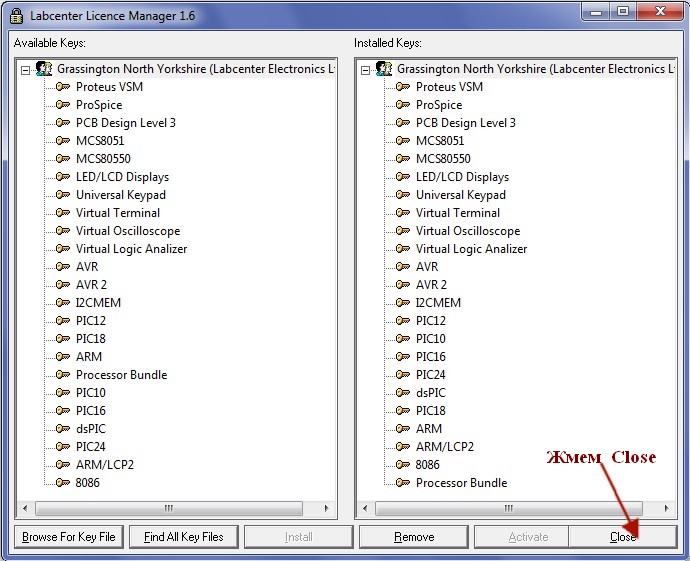 Labcenter Licence Manager 1.6
Available Keys:
Grassington North Yorkshire (Labcenter Electronics Lt
Proteus VSM
ProSpice
PCB Design Level 3
MCS8051
MCS80550
LED/LCD Displays
Universal Keypad
Virtual Terminal
Virtual Oscilloscope
Virtual Logic Analizer
AVR
AVR 2
I2CMEM
PIC12
PIC18
ARM
Processor Bundle
PIC10
PIC16
dsPIC
PIC24
ARM/LCP2
8086
Installed Keys:
Grassington North Yorkshire (Labcenter Electronics Lt
Proteus VSM
ProSpice
PCB Design Level 3
MCS8051
MCS80550
LED/LCD Displays
Universal Keypad
Virtual Terminal
Virtual Oscilloscope
Virtual Logic Analizer
AVR
AVR 2
I2CMEM
PIC12
PIC10
PIC16
PIC24
dsPIC
PIC18
ARM
ARM/LCP2
8086
Processor Bundle
Жмем Close
Browse For Key File Find All Key Files Install Remove Activate Close